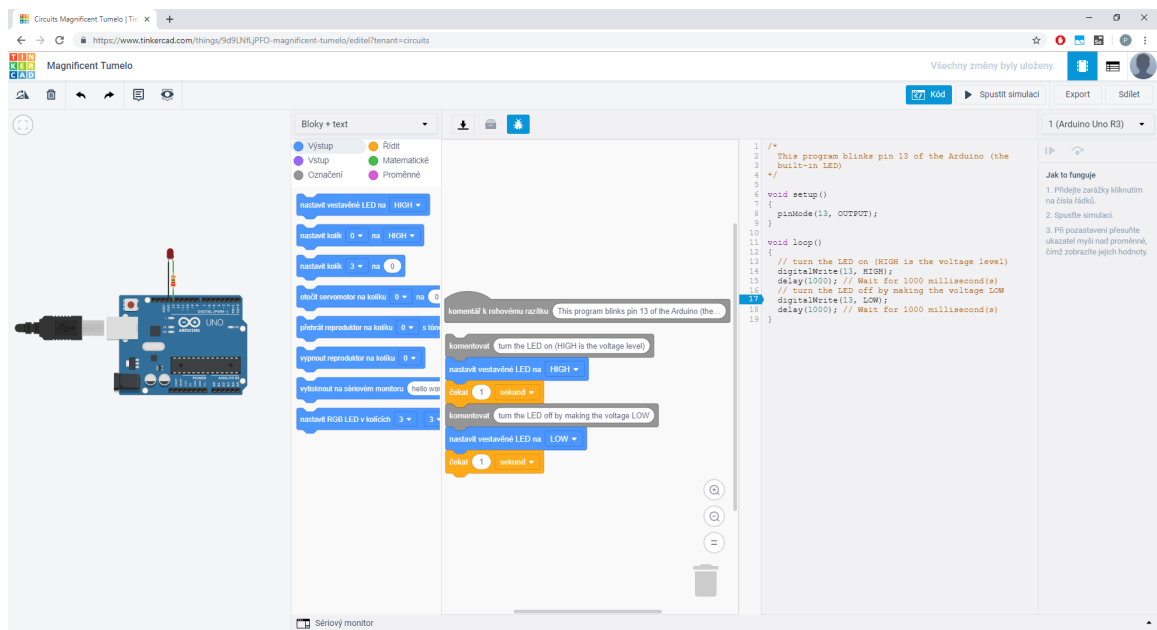 Circuits Magnificent Tumelo | Tin
https://www.tinkercad.com/things/9d9LNfLjPFO-magnificent-tumelo/editel?tenant=circuits
TIN KER CAD
Magnificent Tumelo
Všechny změny byly uloženy.
Kód
Spustit simulaci
Export
Sdílet
Bloky + text
1 (Arduino Uno R3)
Výstup
Řídit
Vstup
Matematické
Označení
Proměnné
nastavit vestavěné LED na HIGH
nastavit kolík 0 na HIGH
nastavit kolík 3 na 0
otočit servomotor na kolíku 0 na 0
přehrát reproduktor na kolíku 0 s tón
vypnout reproduktor na kolíku 0
vytisknout na sériovém monitoru hello wor
nastavit RGB LED v kolících 3 3
UNO
ARDUINO
komentář k rohovému razítku This program blinks pin 13 of the Arduino (the...
komentovat turn the LED on (HIGH is the voltage level)
nastavit vestavěné LED na HIGH
čekat 1 sekund
komentovat turn the LED off by making the voltage LOW
nastavit vestavěné LED na LOW
čekat 1 sekund
1 /*
2 This program blinks pin 13 of the Arduino (the
3 built-in LED)
4 */
5
6 void setup()
7 {
8 pinMode(13, OUTPUT);
9 }
10
11 void loop()
12 {
13 // turn the LED on (HIGH is the voltage level)
14 digitalWrite(13, HIGH);
15 delay(1000); // Wait for 1000 millisecond(s)
16 // turn the LED off by making the voltage LOW
17 digitalWrite(13, LOW);
18 delay(1000); // Wait for 1000 millisecond(s)
19 }
Jak to funguje
1. Přidejte zarážky kliknutím
na čísla řádků.
2. Spusťte simulaci.
3. Při pozastavení přesuňte
ukazatel myši nad proměnné,
čímž zobrazíte jejich hodnoty.
Sériový monitor